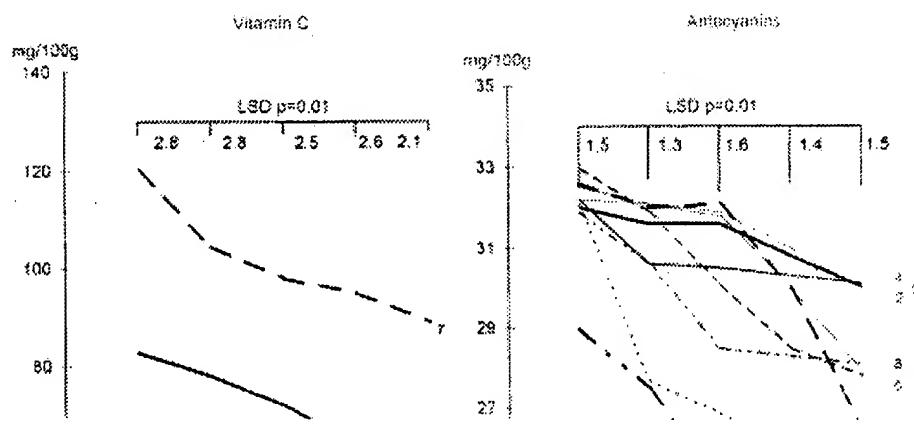 Vitamin C
mg/100g
140
LSD p=0.01
2.8 2.8 2.5 2.6 2.1
120
100
80
Antocyanins
mg/100g
35
LSD p=0.01
1.5 1.3 1.6 1.4 1.5
33
31
29
27